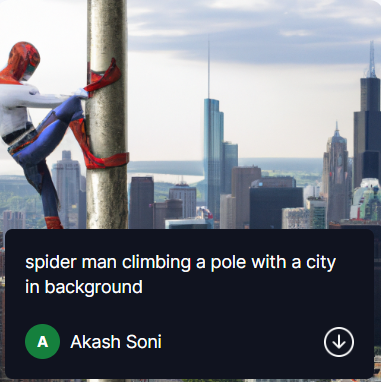 spider man climbing a pole with a city
in background
A
Akash Soni